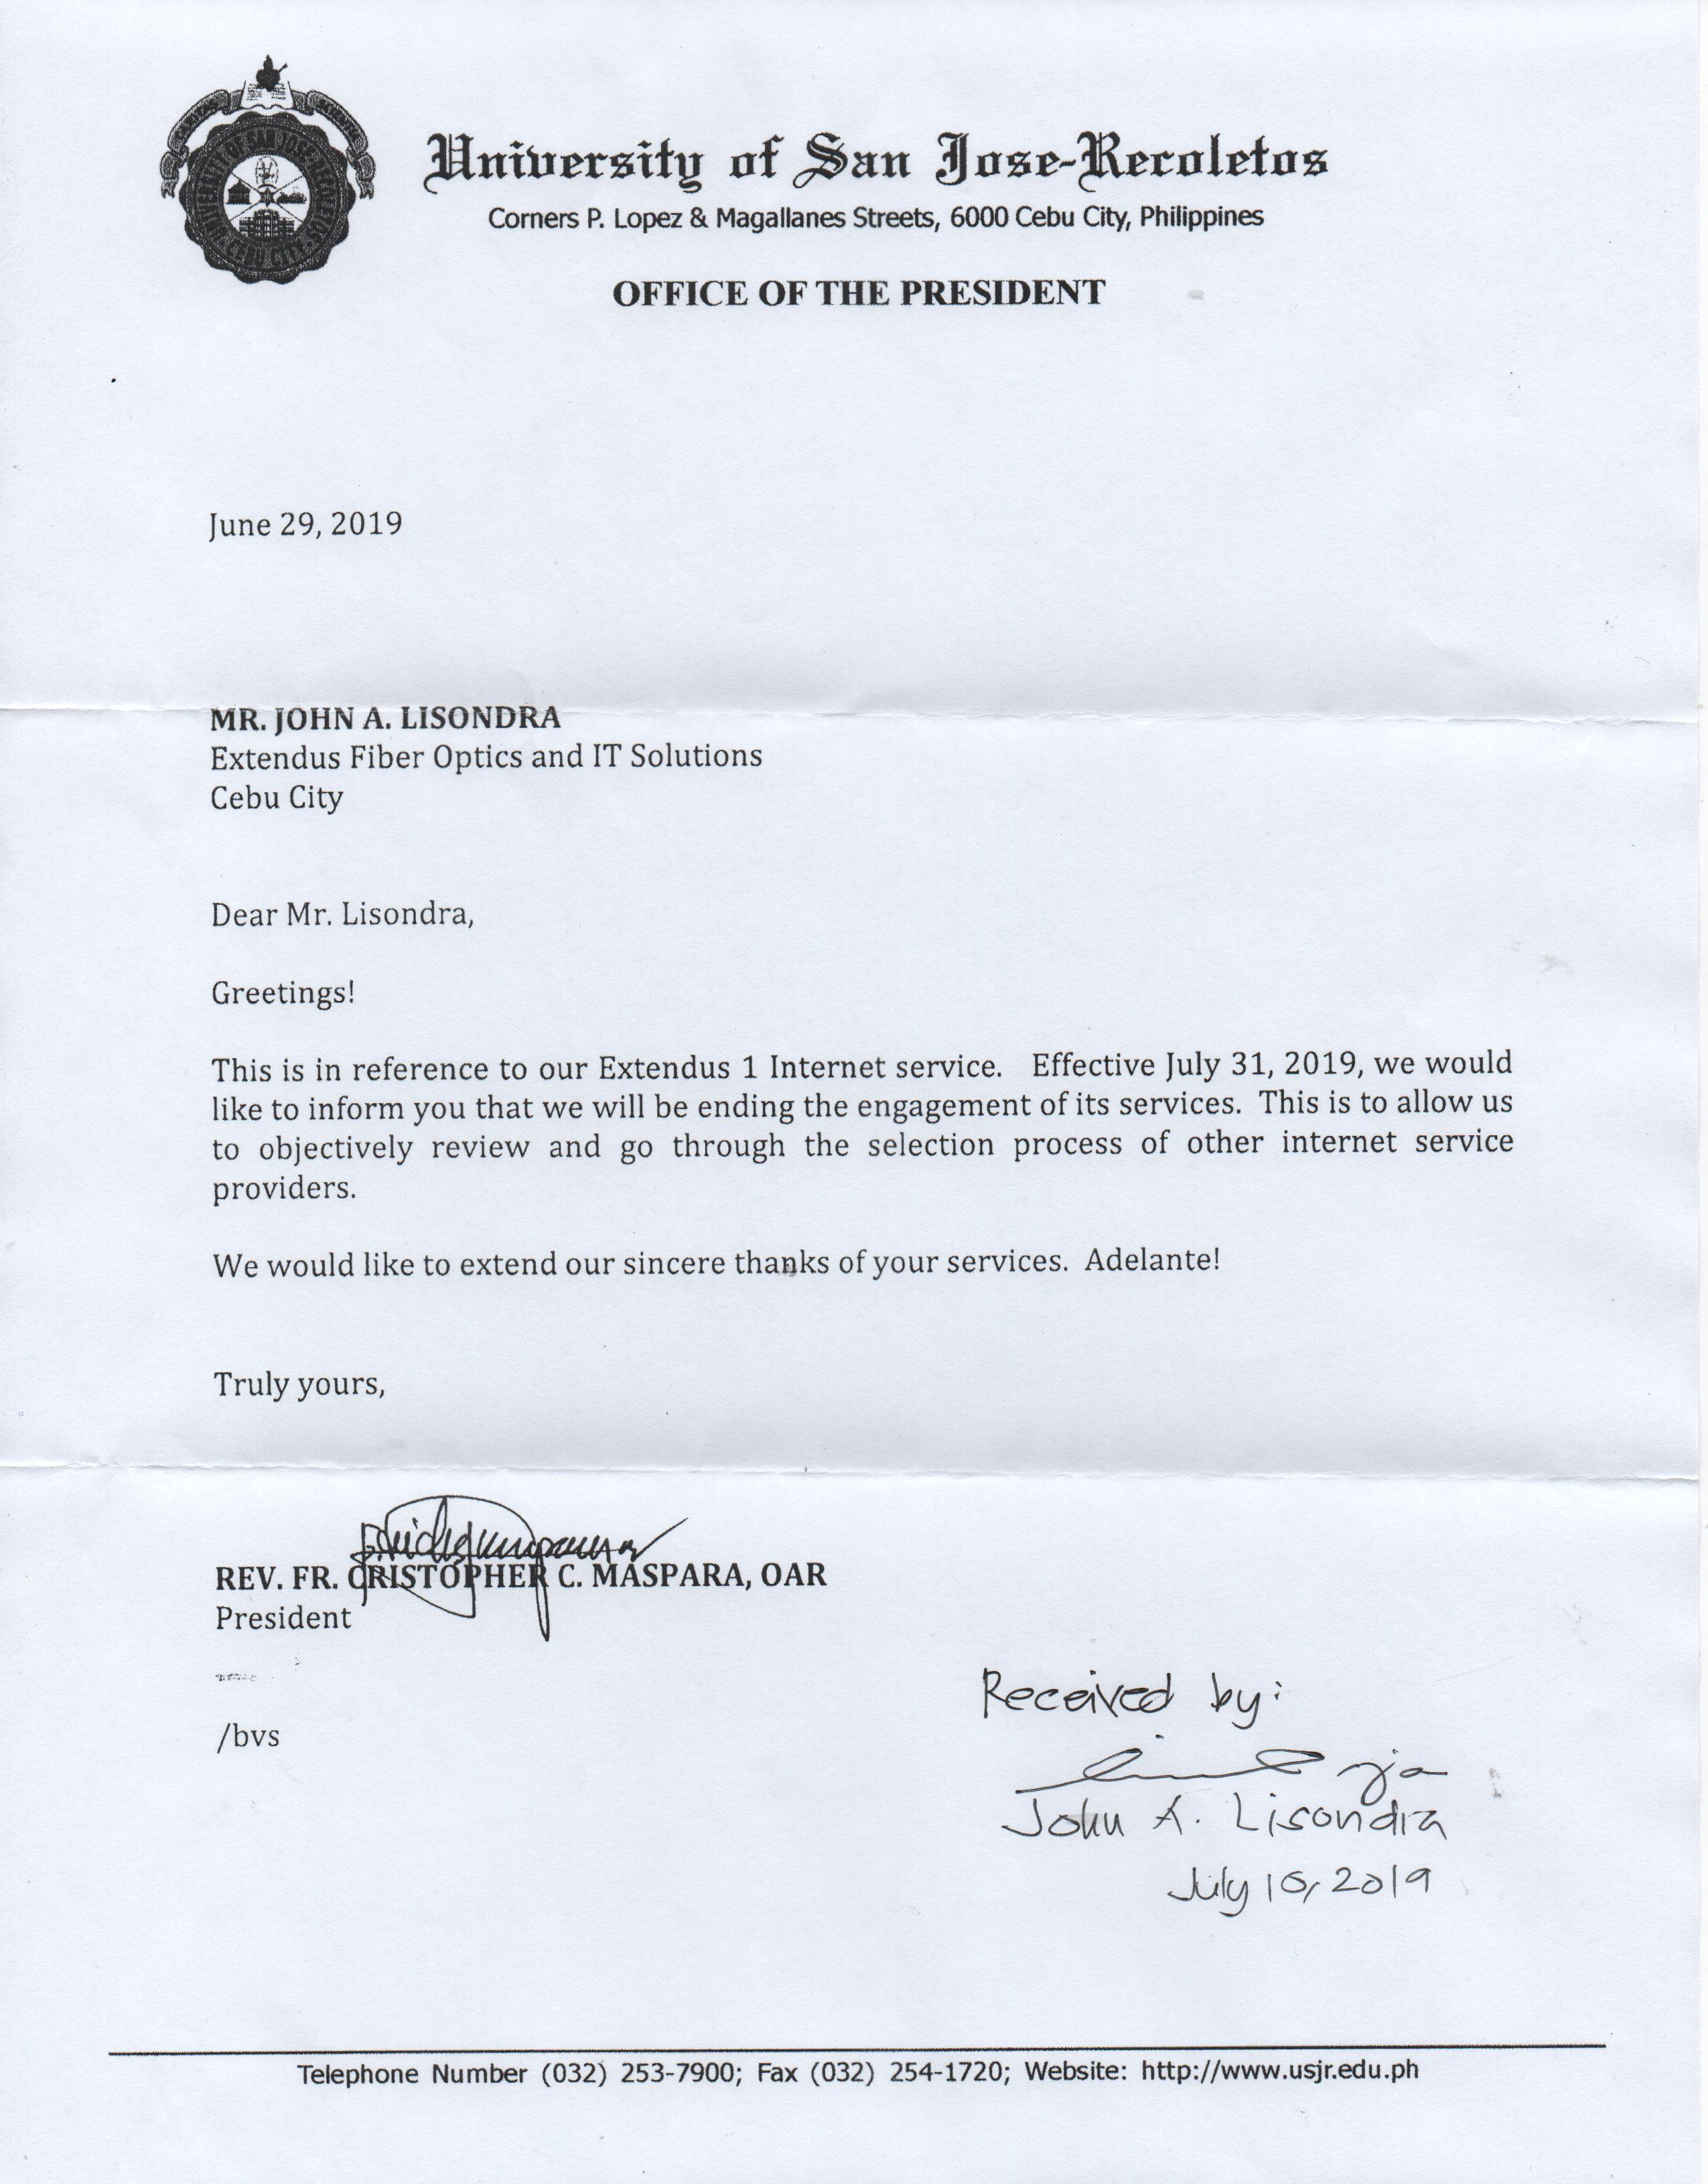 University of San Jose-Recoletos
Corners P. Lopez & Magallanes Streets, 6000 Cebu City, Philippines
OFFICE OF THE PRESIDENT
June 29, 2019
MR. JOHN A. LISONDRA
Extendus Fiber Optics and IT Solutions
Cebu City
Dear Mr. Lisondra,
Greetings!
This is in reference to our Extendus 1 Internet service. Effective July 31, 2019, we would
like to inform you that we will be ending the engagement of its services. This is to allow us
to objectively review and go through the selection process of other internet service
providers.
We would like to extend our sincere thanks of your services. Adelante!
Truly yours,
REV. FR. CRISTOPHER C. MASPARA, OAR
President
/bvs
Received by:
John A. Lisondra
July 2019
Telephone Number (032) 253-7900; Fax (032) 254-1720; Website: http://www.usjr.edu.ph